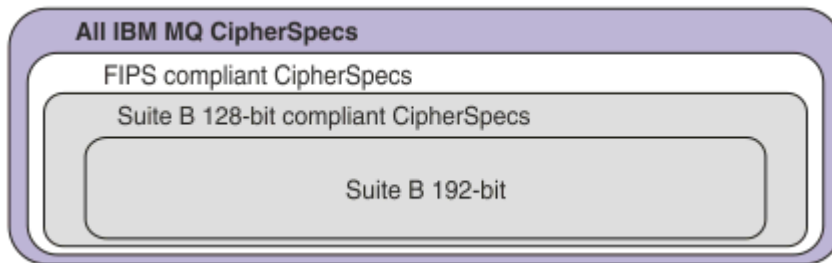 All IBM MQ CipherSpecs
FIPS compliant CipherSpecs
Suite B 128-bit compliant CipherSpecs
Suite B 192-bit